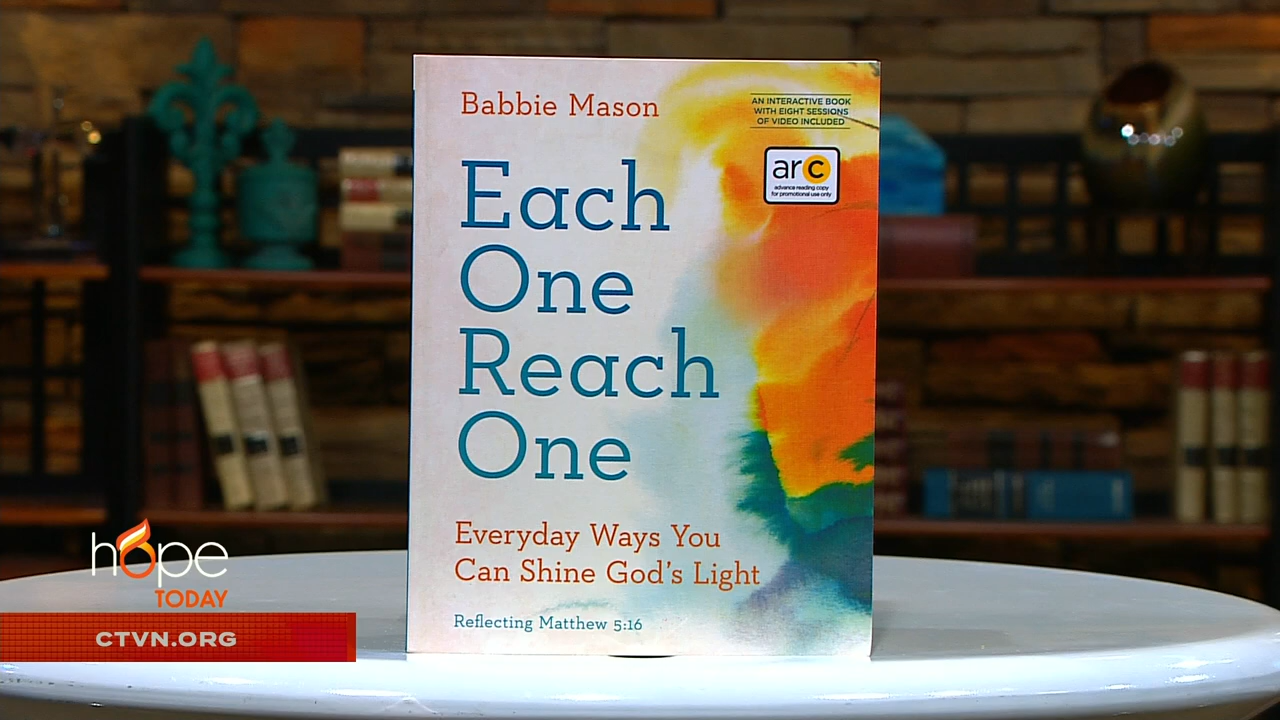 Babbie Mason
AN INTERACTIVE BOOK
WITH EIGHT SESSIONS
OF VIDEO INCLUDED
arc
advance reading copy
for promotional use only
Each
One
Reach
One
Everyday Ways You
Can Shine God's Light
Reflecting Matthew 5:16
hope
TODAY
CTVN.ORG